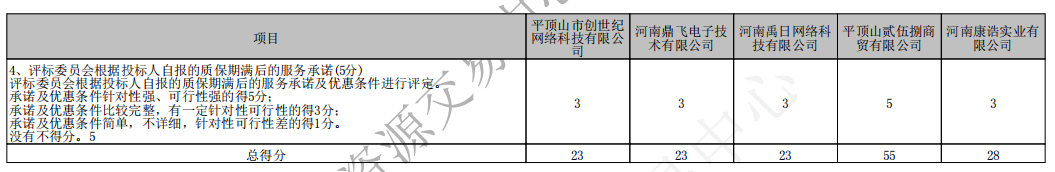 项目
平顶山市创世纪
网络科技有限公
司
河南鼎飞电子技
术有限公司
河南禹日网络科
技有限公司
平顶山贰伍捌商
贸有限公司
河南康诰实业有
限公司
4、评标委员会根据投标人自报的质保期满后的服务承诺(5分)
评标委员会根据投标人自报的质保期满后的服务承诺及优惠条件进行评定。
承诺及优惠条件针对性强、可行性强的得5分;
承诺及优惠条件比较完整，有一定针对性可行性的得3分;
承诺及优惠条件简单，不详细，针对性可行性差的得1分。
没有不得分。5
3
3
3
5
3
总得分
23
23
23
55
28
资源交易中心
中心